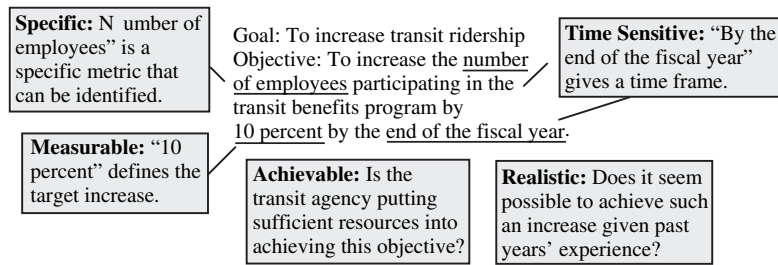 Specific: N umber of
employees” is a
specific metric that
can be identified.
Goal: To increase transit ridership
Objective: To increase the number
of employees participating in the
transit benefits program by
10 percent by the end of the fiscal year.
Time Sensitive: “By the
end of the fiscal year”
gives a time frame.
Measurable: “10
percent” defines the
target increase.
Achievable: Is the
transit agency putting
sufficient resources into
achieving this objective?
Realistic: Does it seem
possible to achieve such
an increase given past
years’ experience?